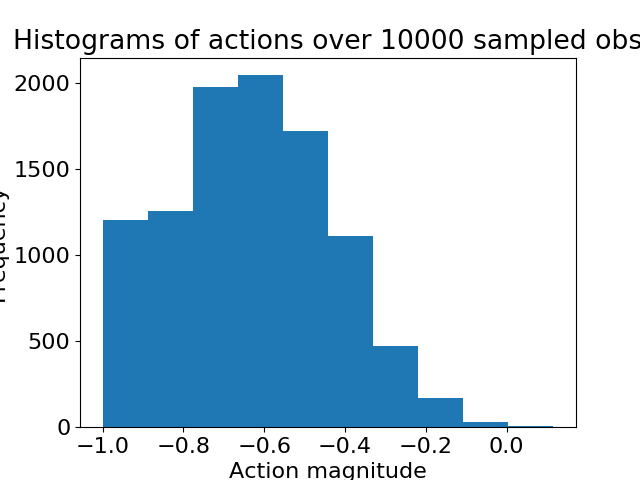 Histograms of actions over 10000 sampled obs
2000
1500
1000
500
0
Frequency
−1.0 −0.8 −0.6 −0.4 −0.2 0.0
Action magnitude